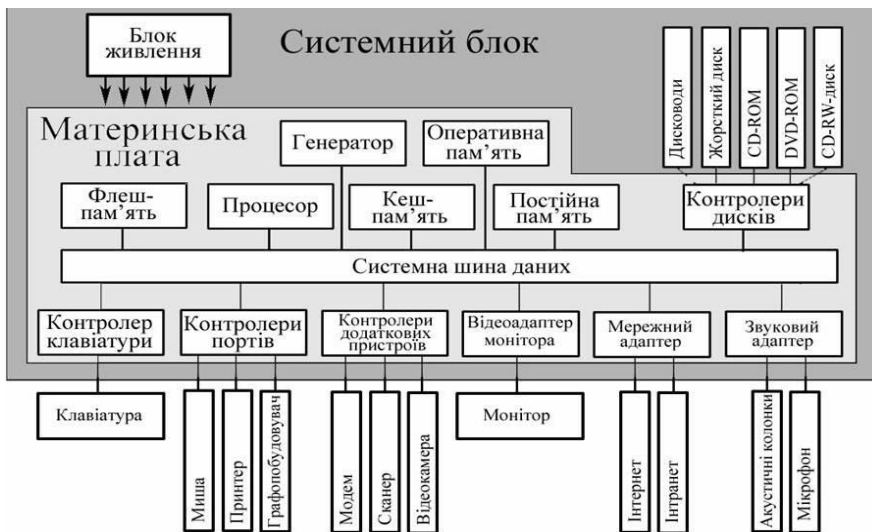 Блок
живлення
Системний блок
Дисководи
Жорсткий диск
CD-ROM
DVD-ROM
CD-RW-диск
Материнська
плата
Генератор
Оперативна
пам’ять
Флеш-
пам’ять
Процесор
Кеш-
пам’ять
Постійна
пам’ять
Контролери
дисків
Системна шина даних
Контролер
клавіатури
Контролери
портів
Контролери
додаткових
пристроїв
Відеоадаптер
монітора
Мережний
адаптер
Звуковий
адаптер
Клавіатура
Миша
Принтер
Графопобудовувач
Модем
Сканер
Відеокамера
Монітор
Інтернет
Інтранет
Акустичні колонки
Мікрофон